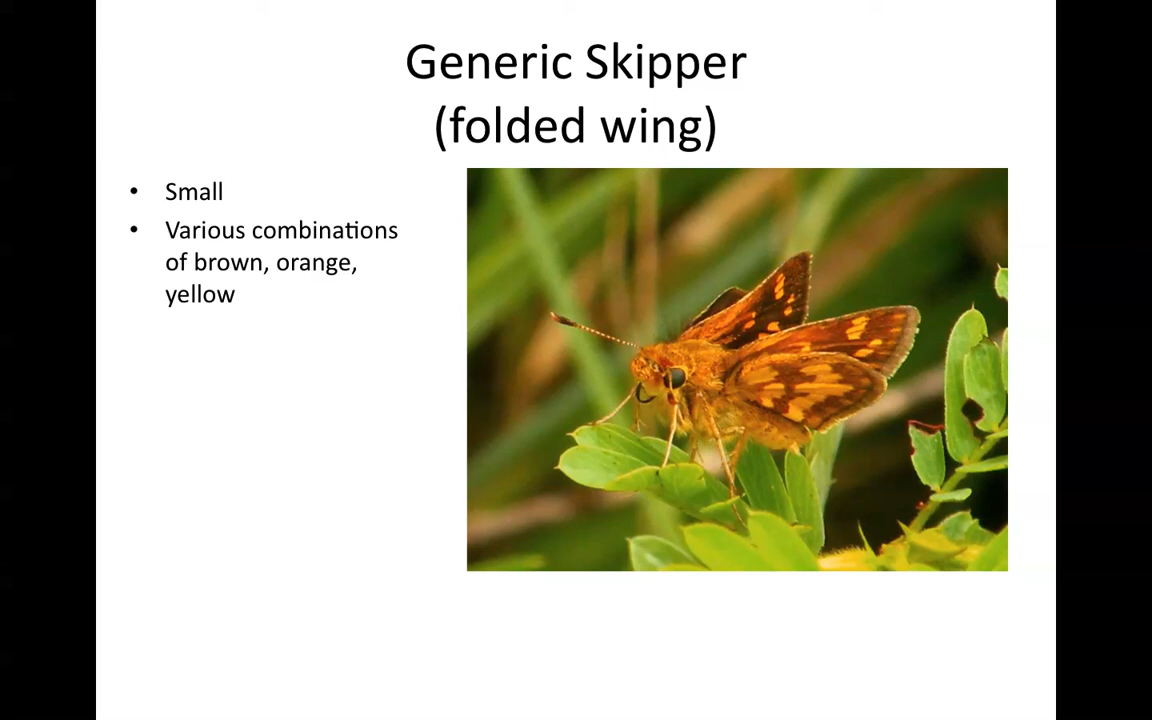 Generic Skipper
(folded wing)
• Small
• Various combinations
of brown, orange,
yellow